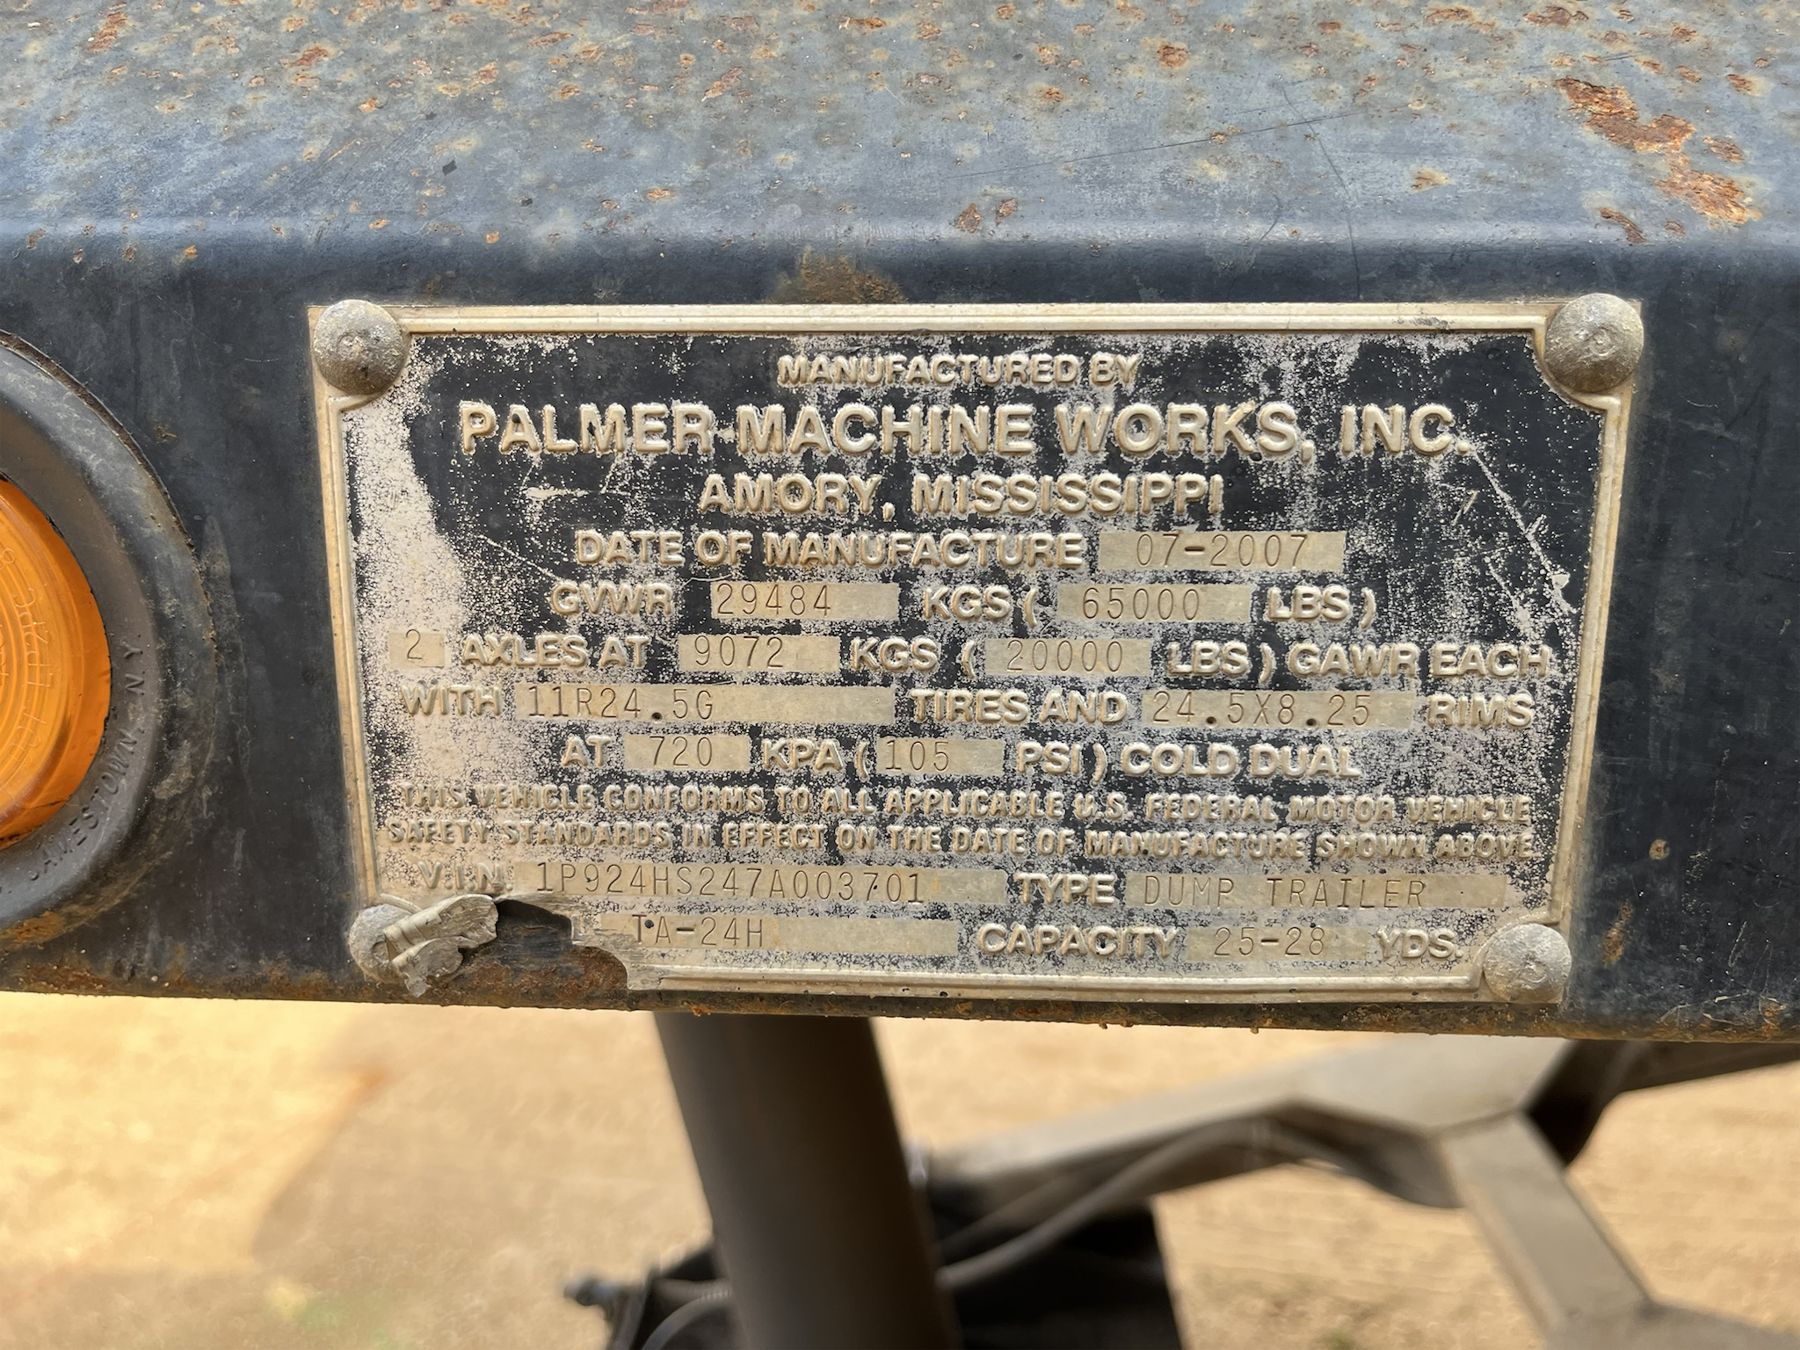 MANUFACTURED BY
PALMER MACHINE WORKS, INC.
AMORY, MISSISSIPPI
DATE OF MANUFACTURE 07-2007
GVWR 29484 KGS ( 65000 LBS )
2 AXLES AT 9072 KGS ( 20000 LBS ) GAWR EACH
WITH 11R24.5G TIRES AND 24.5X8.25 RIMS
AT 720 KPA ( 105 PSI ) COLD DUAL
THIS VEHICLE CONFORMS TO ALL APPLICABLE U.S. FEDERAL MOTOR VEHICLE
SAFETY STANDARDS IN EFFECT ON THE DATE OF MANUFACTURE SHOWN ABOVE.
V.I.N. 1P924HS247A003701 TYPE DUMP TRAILER
TA-24H CAPACITY 25-28 YDS.
JAMESTOWN, N.Y.